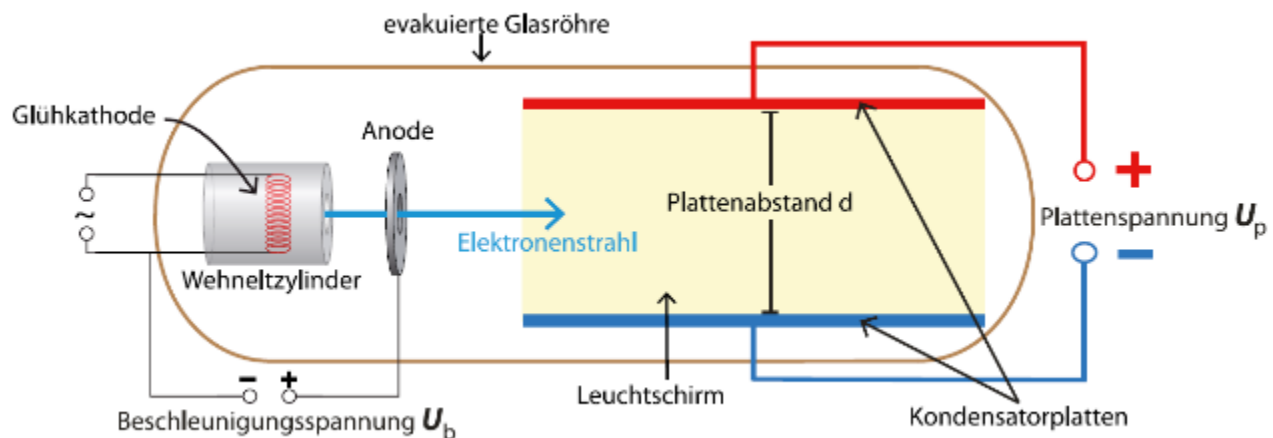 evakuierte Glasröhre
Glühkathode
Anode
+
~
Plattenabstand d
Plattenspannung Up
Elektronenstrahl
−
Wehneltzylinder
− +
Leuchtschirm
Beschleunigungsspannung Ub
Kondensatorplatten